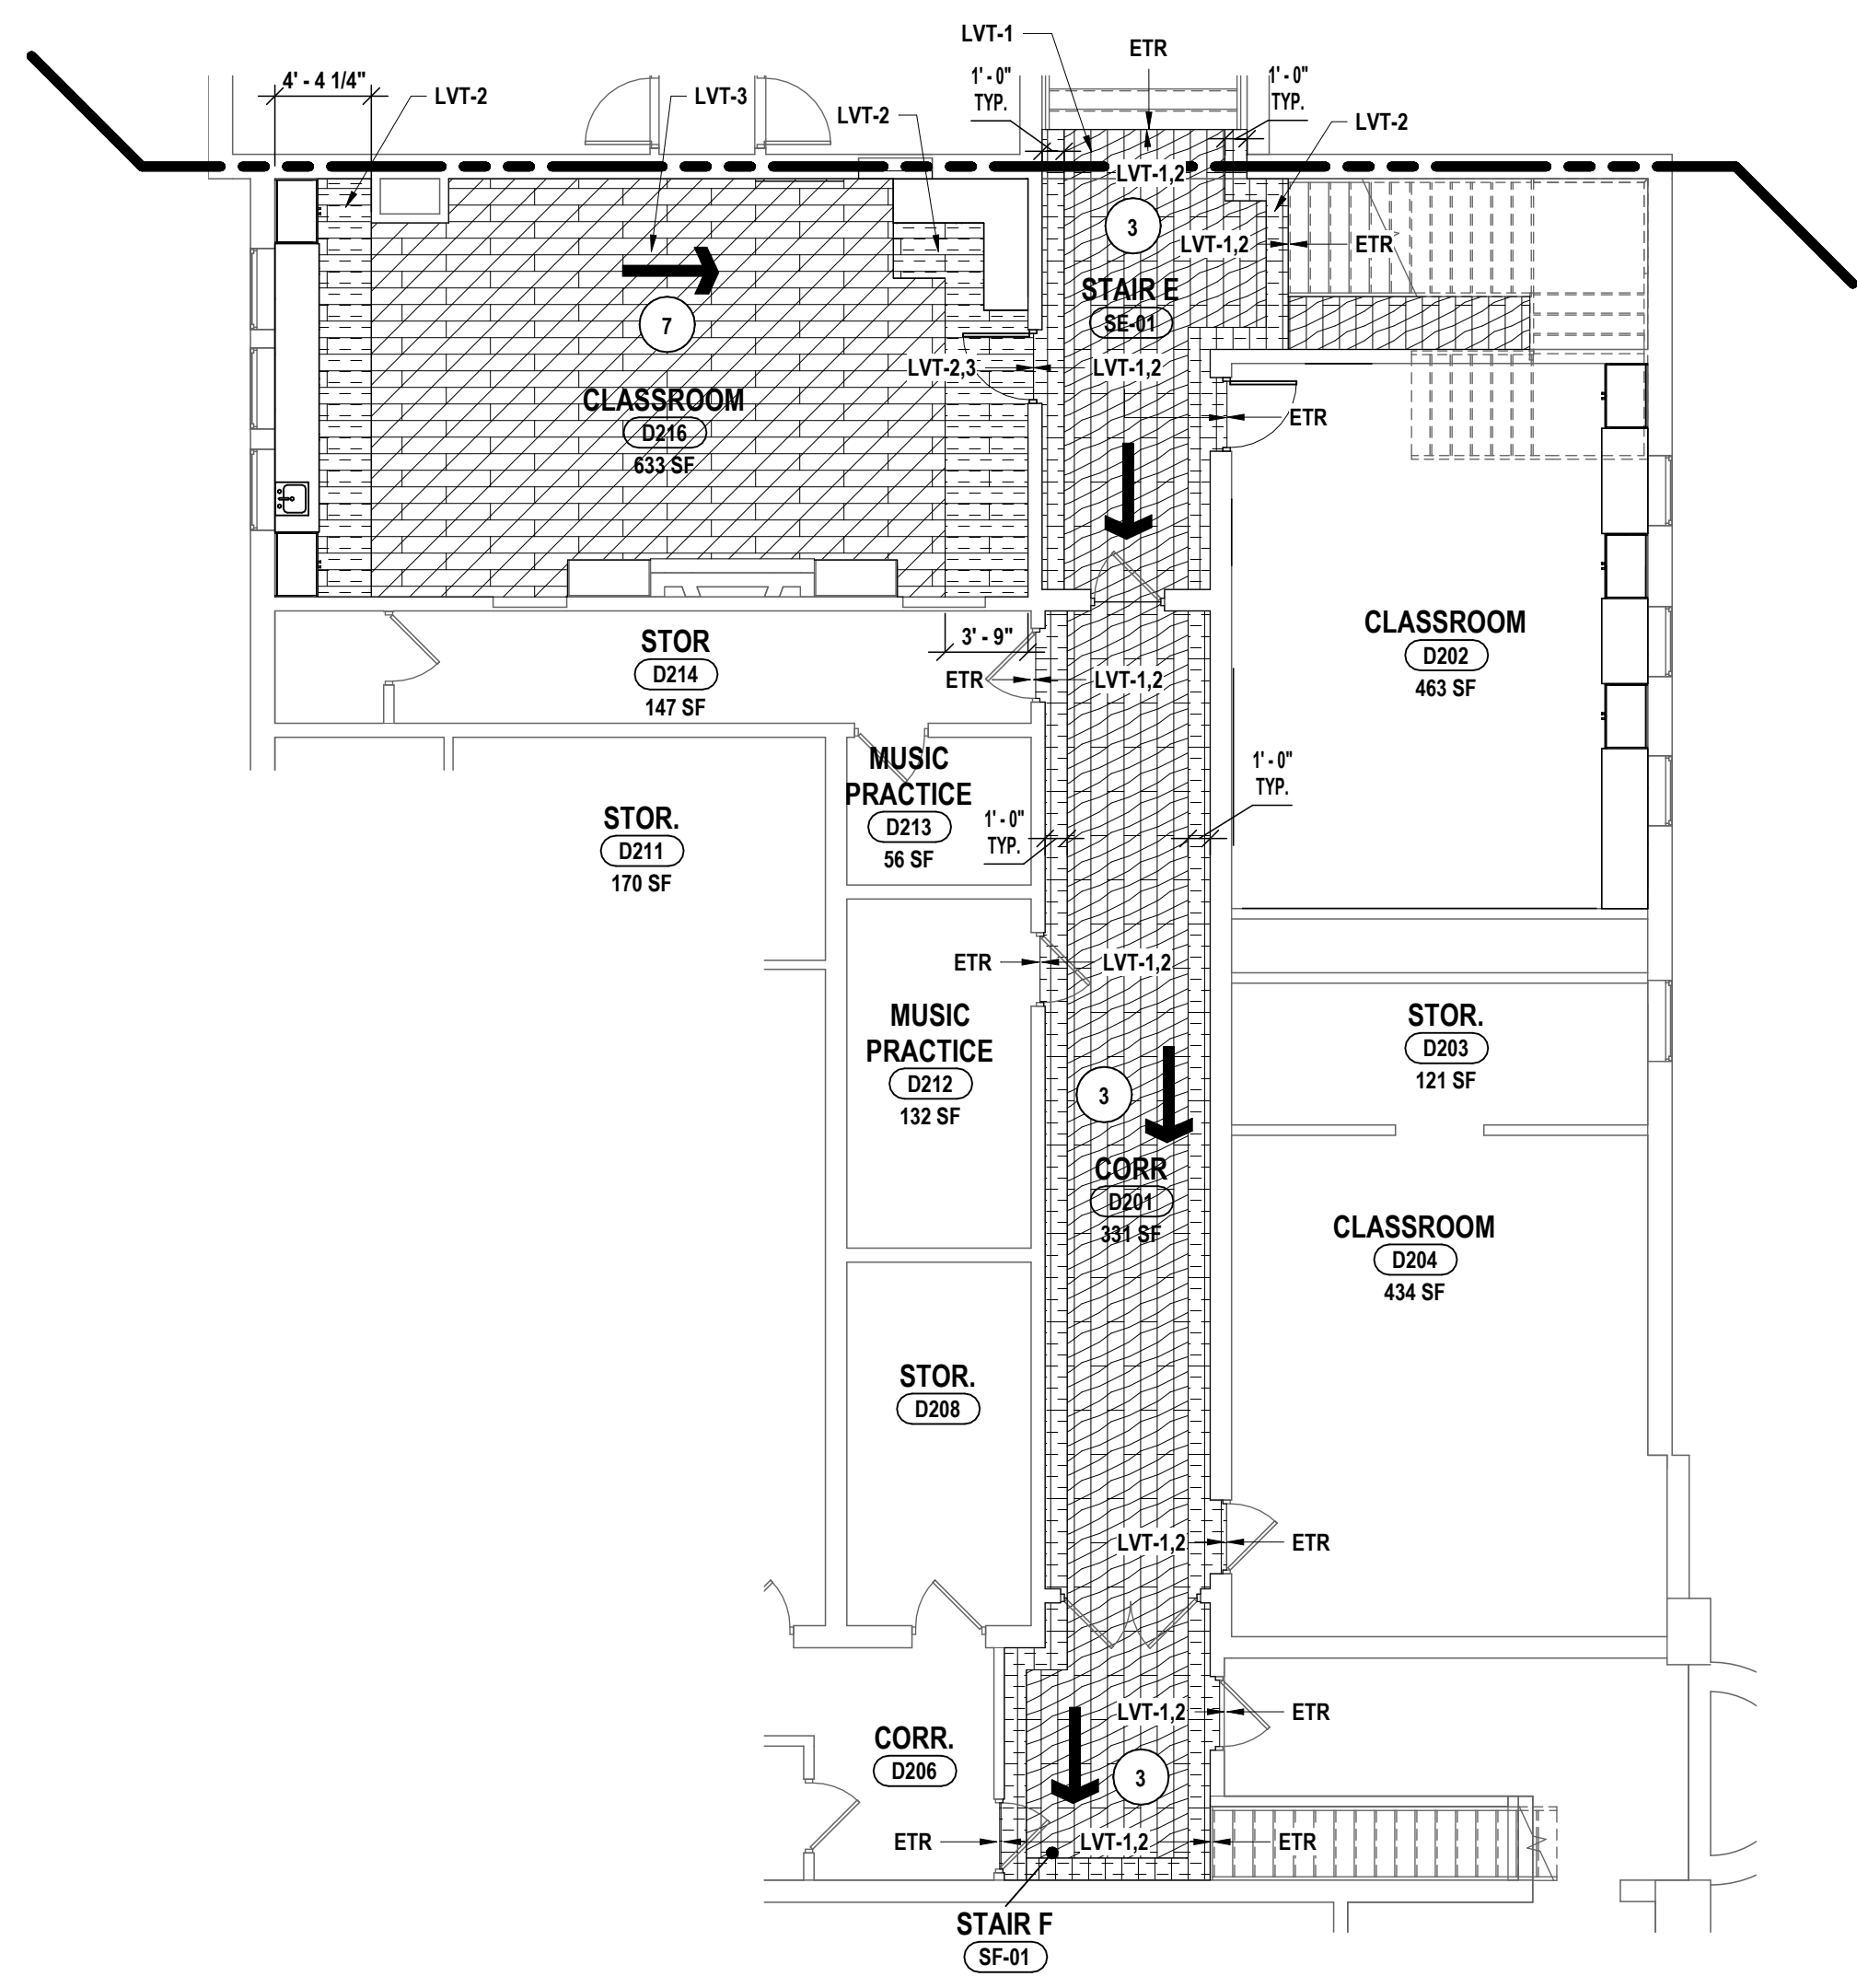 LVT-1
ETR
4' - 4 1/4"
LVT-2
LVT-3
LVT-2
1' - 0"
TYP.
1' - 0"
TYP.
LVT-2
LVT-1,2
3
LVT-1,2
ETR
STAIR E
SE-01
7
LVT-2,3
LVT-1,2
CLASSROOM
D216
633 SF
ETR
STOR
D214
147 SF
3' - 9"
ETR
LVT-1,2
CLASSROOM
D202
463 SF
MUSIC
PRACTICE
D213
56 SF
1' - 0"
TYP.
1' - 0"
TYP.
STOR.
D211
170 SF
ETR
LVT-1,2
MUSIC
PRACTICE
D212
132 SF
STOR.
D203
121 SF
3
CORR
D201
331 SF
CLASSROOM
D204
434 SF
STOR.
D208
LVT-1,2
ETR
LVT-1,2
ETR
CORR.
D206
3
ETR
LVT-1,2
ETR
STAIR F
SF-01